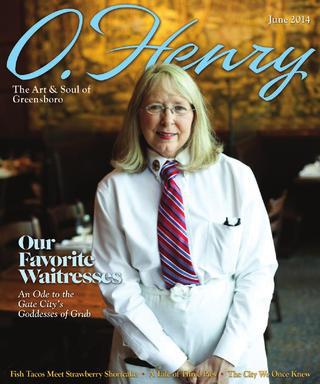 O. Henry
June 2014
The Art & Soul of
Greensboro
Our
Favorite
Waitresses
An Ode to the
Gate City's
Goddesses of Grub
Fish Tacos Meet Strawberry Shortcake • A Tale of Three Pies • The City We Once Knew